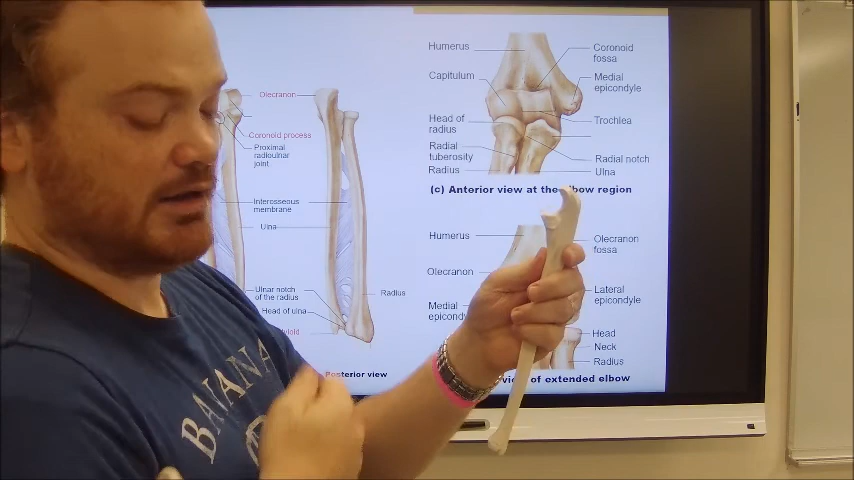 Olecranon
Coronoid process
Proximal
radioulnar
joint
Interosseous
membrane
Ulna
Ulnar notch
of the radius
Head of ulna
Radius
Posterior view
Humerus
Capitulum
Head of
radius
Radial
tuberosity
Radius
Coronoid
fossa
Medial
epicondyle
Trochlea
Radial notch
Ulna
(c) Anterior view at the elbow region
Humerus
Olecranon
Medial
Olecranon
fossa
Lateral
epicondyle
Head
Neck
Radius
of extended elbow
BAIANA